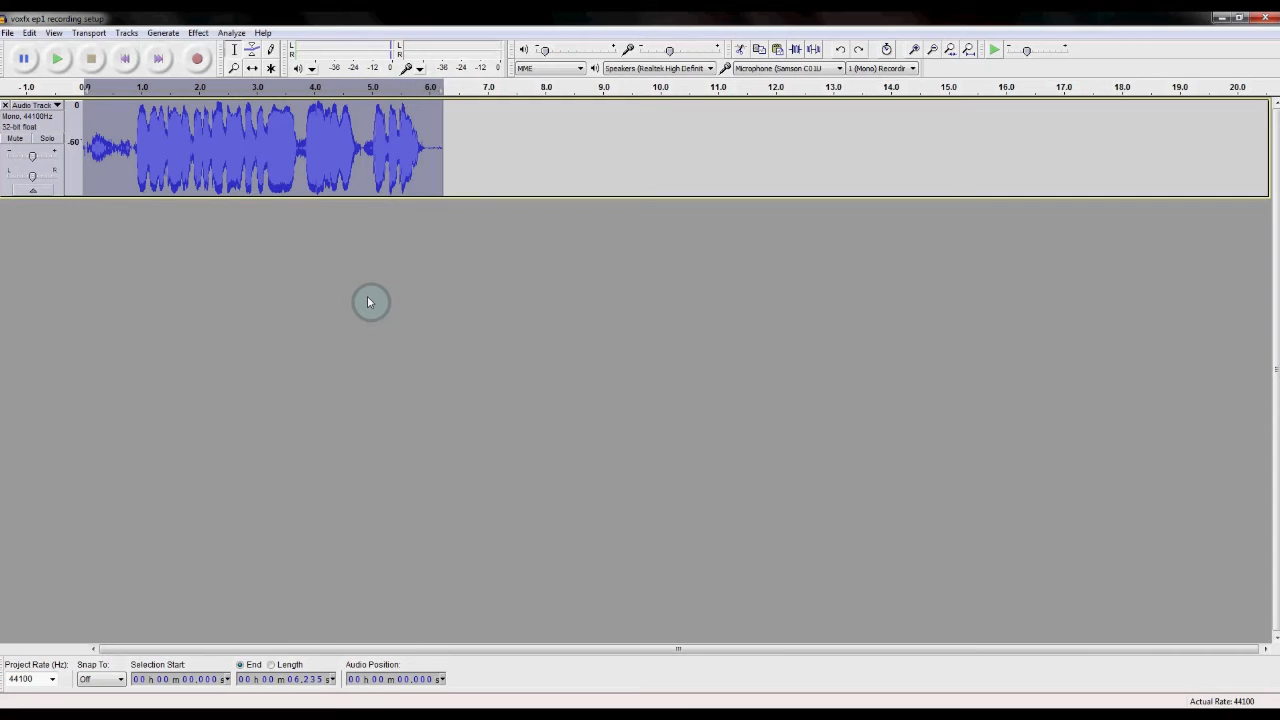 voxfx ep1 recording setup
File Edit View Transport Tracks Generate Effect Analyze Help
L R L R
-36 -24 -12 0 -36 -24 -12 0
MME Speakers (Realtek High Definit Microphone (Samson C01U 1 (Mono) Recordir
-1.0 0.0 1.0 2.0 3.0 4.0 5.0 6.0 7.0 8.0 9.0 10.0 11.0 12.0 13.0 14.0 15.0 16.0 17.0 18.0 19.0 20.0
Audio Track 0
Mono, 44100Hz
32-bit float
Mute Solo -60
- +
L R
Project Rate (Hz): Snap To: Selection Start: End Length Audio Position:
44100 Off 00 h 00 m 00.000 s 00 h 00 m 06.235 s 00 h 00 m 00.000 s
Actual Rate: 44100